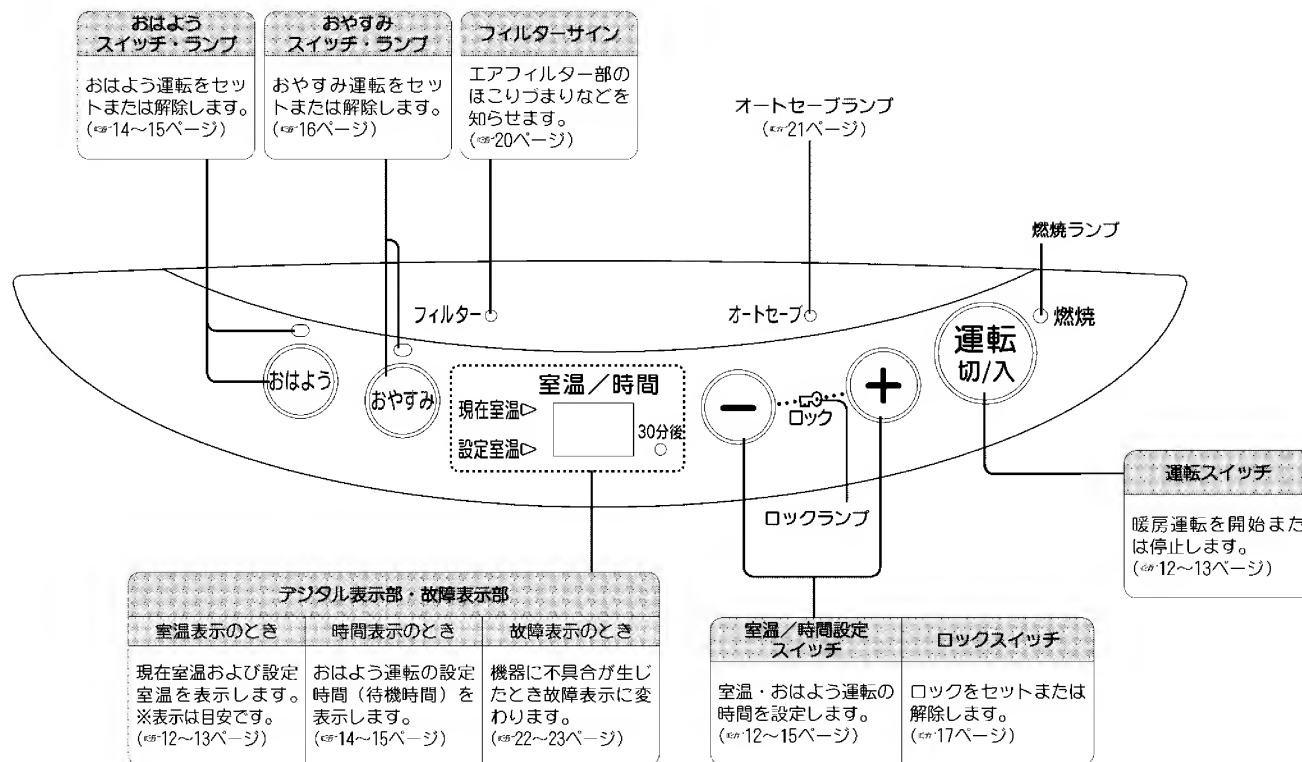 おはよう
スイッチ・ランプ
おはよう運転をセッ
トまたは解除します。
(☞14〜15ページ)
おやすみ
スイッチ・ランプ
おやすみ運転をセッ
トまたは解除します。
(☞16ページ)
フィルターサイン
エアフィルター部の
ほこりづまりなどを
知らせます。
(☞20ページ)
オートセーブランプ
(☞21ページ)
燃焼ランプ
フィルター
オートセーブ
燃焼
運転
切/入
おはよう
おやすみ
室温/時間
現在室温▷
設定室温▷
30分後
−
+
ロック
ロックランプ
運転スイッチ
暖房運転を開始また
は停止します。
(☞12〜13ページ)
デジタル表示部・故障表示部
室温表示のとき
現在室温および設定
室温を表示します。
※表示は目安です。
(☞12〜13ページ)
時間表示のとき
おはよう運転の設定
時間(待機時間)を
表示します。
(☞14〜15ページ)
故障表示のとき
機器に不具合が生じ
たとき故障表示に変
わります。
(☞22〜23ページ)
室温/時間設定
スイッチ
室温・おはよう運転の
時間を設定します。
(☞12〜15ページ)
ロックスイッチ
ロックをセットまたは
解除します。
(☞17ページ)